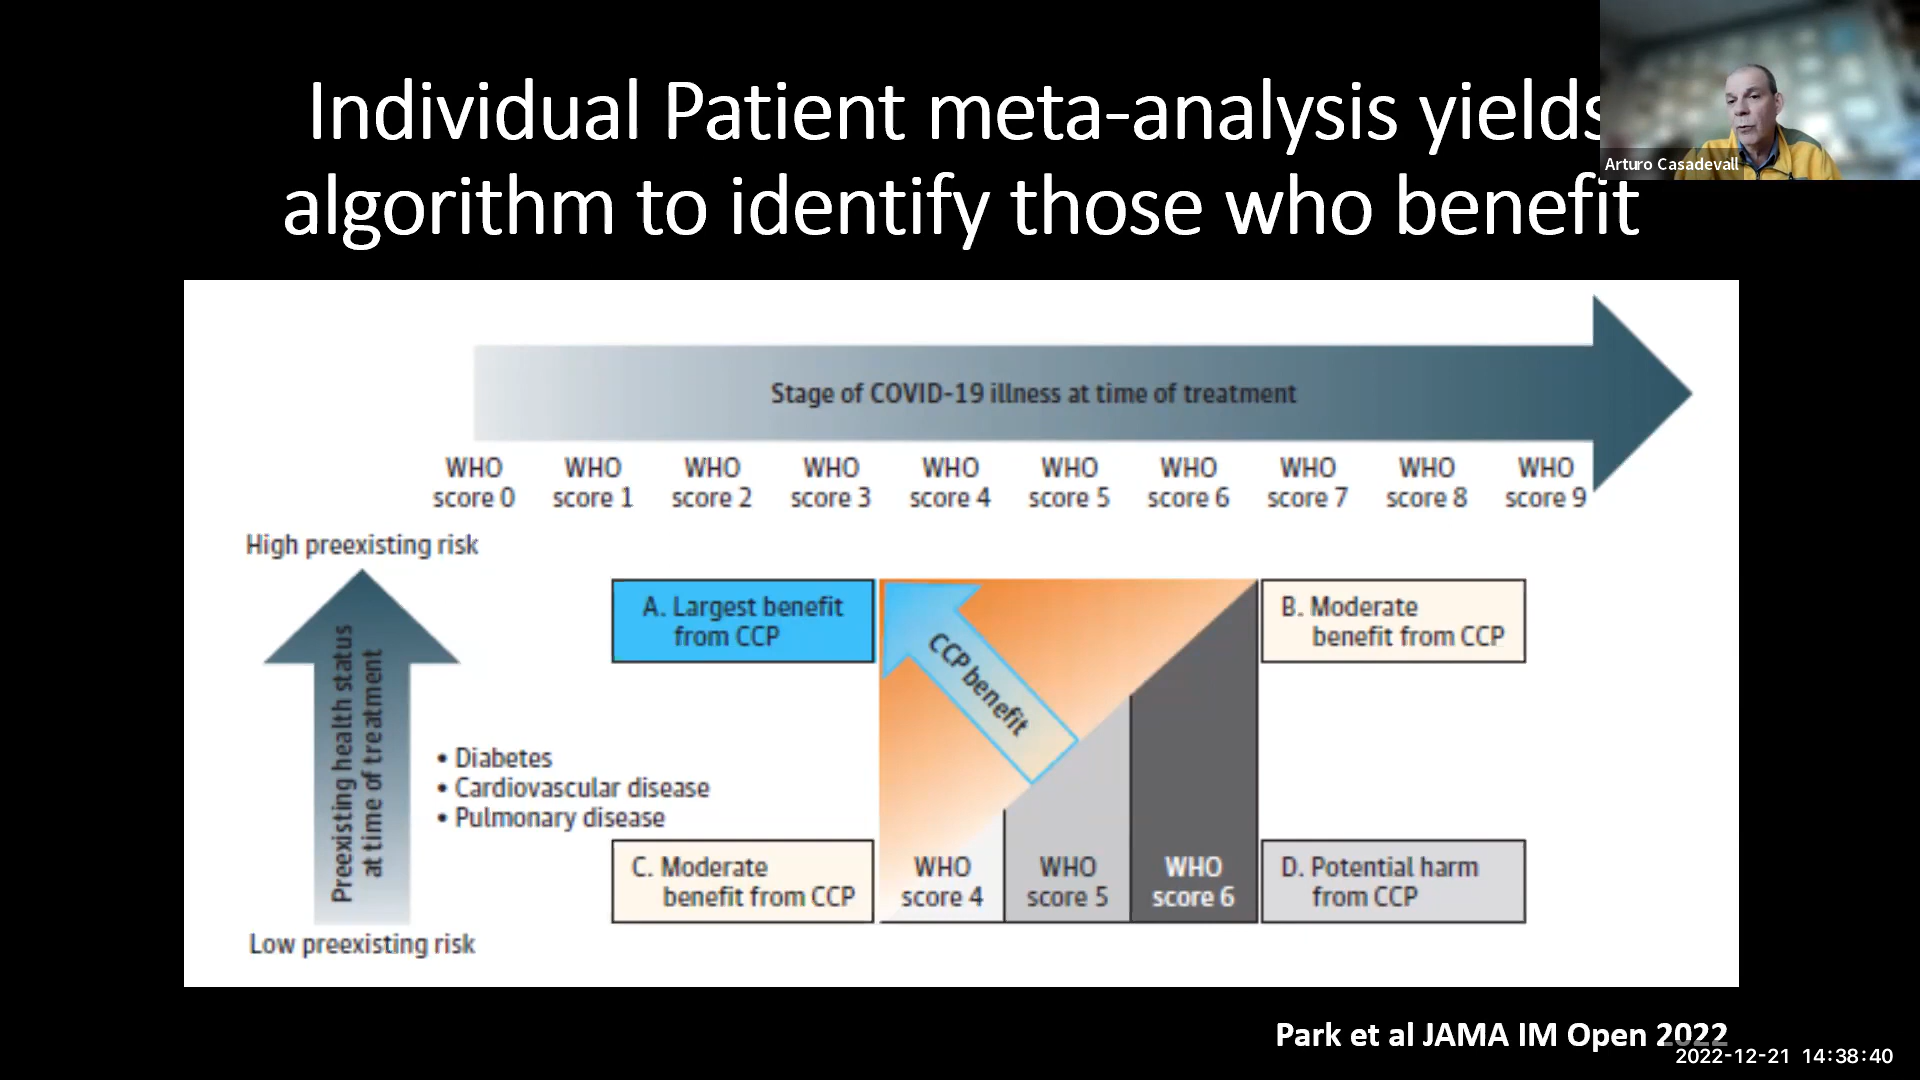 Individual Patient meta-analysis yields
algorithm to identify those who benefit
Arturo Casadevall
Stage of COVID-19 illness at time of treatment
WHO score 0
WHO score 1
WHO score 2
WHO score 3
WHO score 4
WHO score 5
WHO score 6
WHO score 7
WHO score 8
WHO score 9
High preexisting risk
Preexisting health status
at time of treatment
Low preexisting risk
• Diabetes
• Cardiovascular disease
• Pulmonary disease
A. Largest benefit
from CCP
CCP benefit
B. Moderate
benefit from CCP
C. Moderate
benefit from CCP
WHO
score 4
WHO
score 5
WHO
score 6
D. Potential harm
from CCP
Park et al JAMA IM Open 2022
2022-12-21 14:38:40